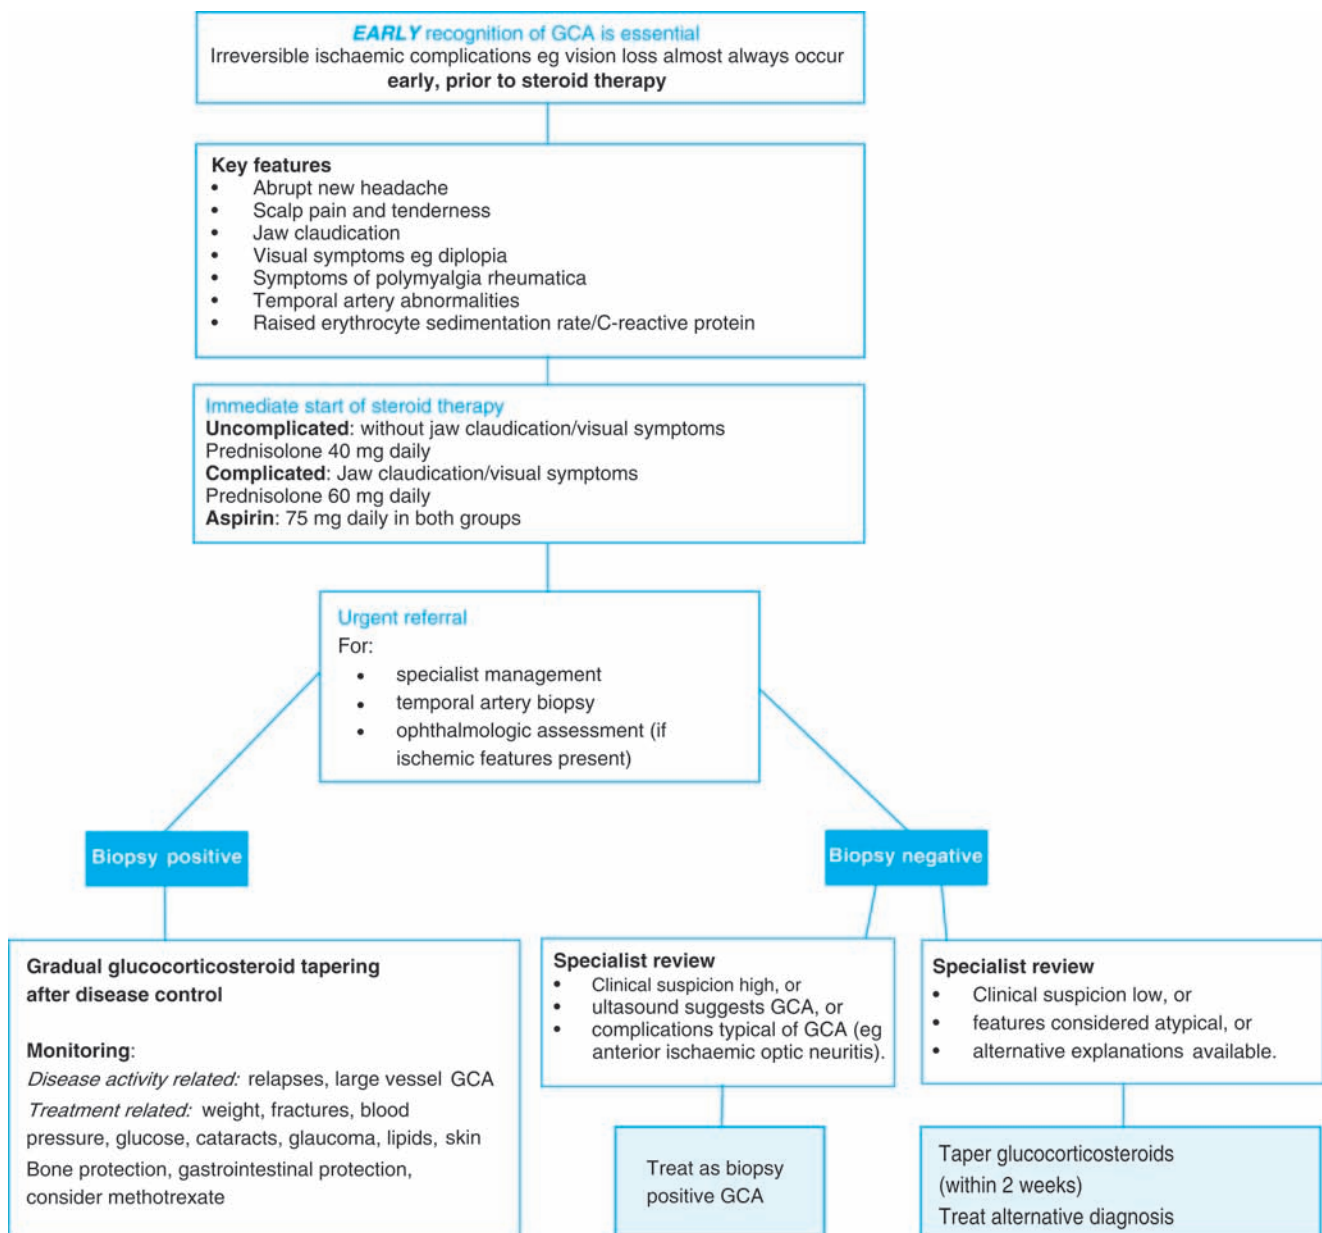 EARLY recognition of GCA is essential
Irreversible ischaemic complications eg vision loss almost always occur
early, prior to steroid therapy
Key features
• Abrupt new headache
• Scalp pain and tenderness
• Jaw claudication
• Visual symptoms eg diplopia
• Symptoms of polymyalgia rheumatica
• Temporal artery abnormalities
• Raised erythrocyte sedimentation rate/C-reactive protein
Immediate start of steroid therapy
Uncomplicated: without jaw claudication/visual symptoms
Prednisolone 40 mg daily
Complicated: Jaw claudication/visual symptoms
Prednisolone 60 mg daily
Aspirin: 75 mg daily in both groups
Urgent referral
For:
• specialist management
• temporal artery biopsy
• ophthalmologic assessment (if
ischemic features present)
Biopsy positive
Biopsy negative
Gradual glucocorticosteroid tapering
after disease control
Monitoring:
Disease activity related: relapses, large vessel GCA
Treatment related: weight, fractures, blood
pressure, glucose, cataracts, glaucoma, lipids, skin
Bone protection, gastrointestinal protection,
consider methotrexate
Specialist review
• Clinical suspicion high, or
• ultasound suggests GCA, or
• complications typical of GCA (eg
anterior ischaemic optic neuritis).
Treat as biopsy
positive GCA
Specialist review
• Clinical suspicion low, or
• features considered atypical, or
• alternative explanations available.
Taper glucocorticosteroids
(within 2 weeks)
Treat alternative diagnosis